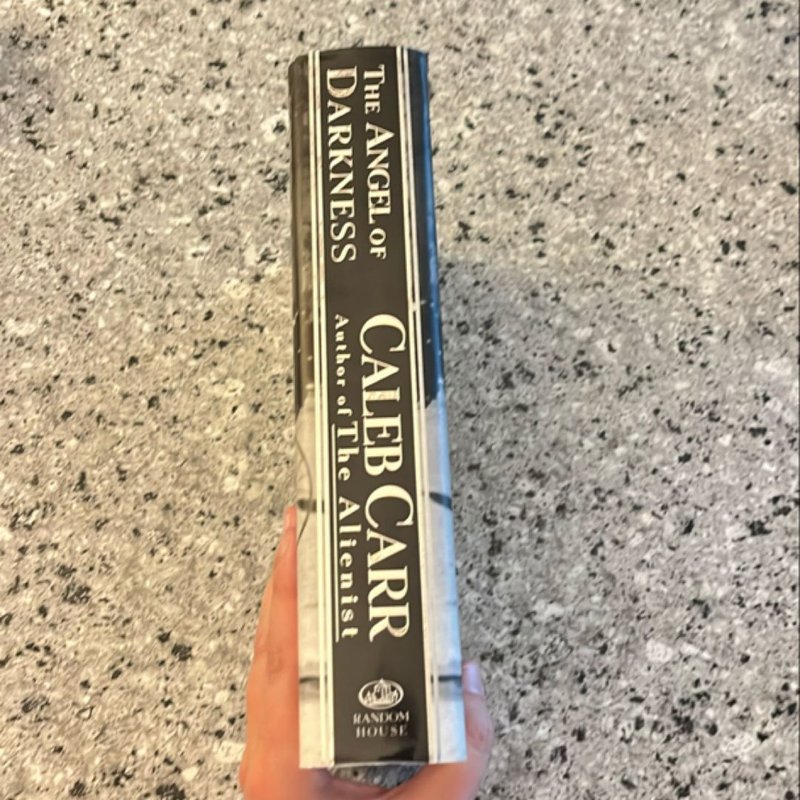 THE ANGEL OF
DARKNESS
CALEB CARR
Author of The Alienist
RANDOM
HOUSE